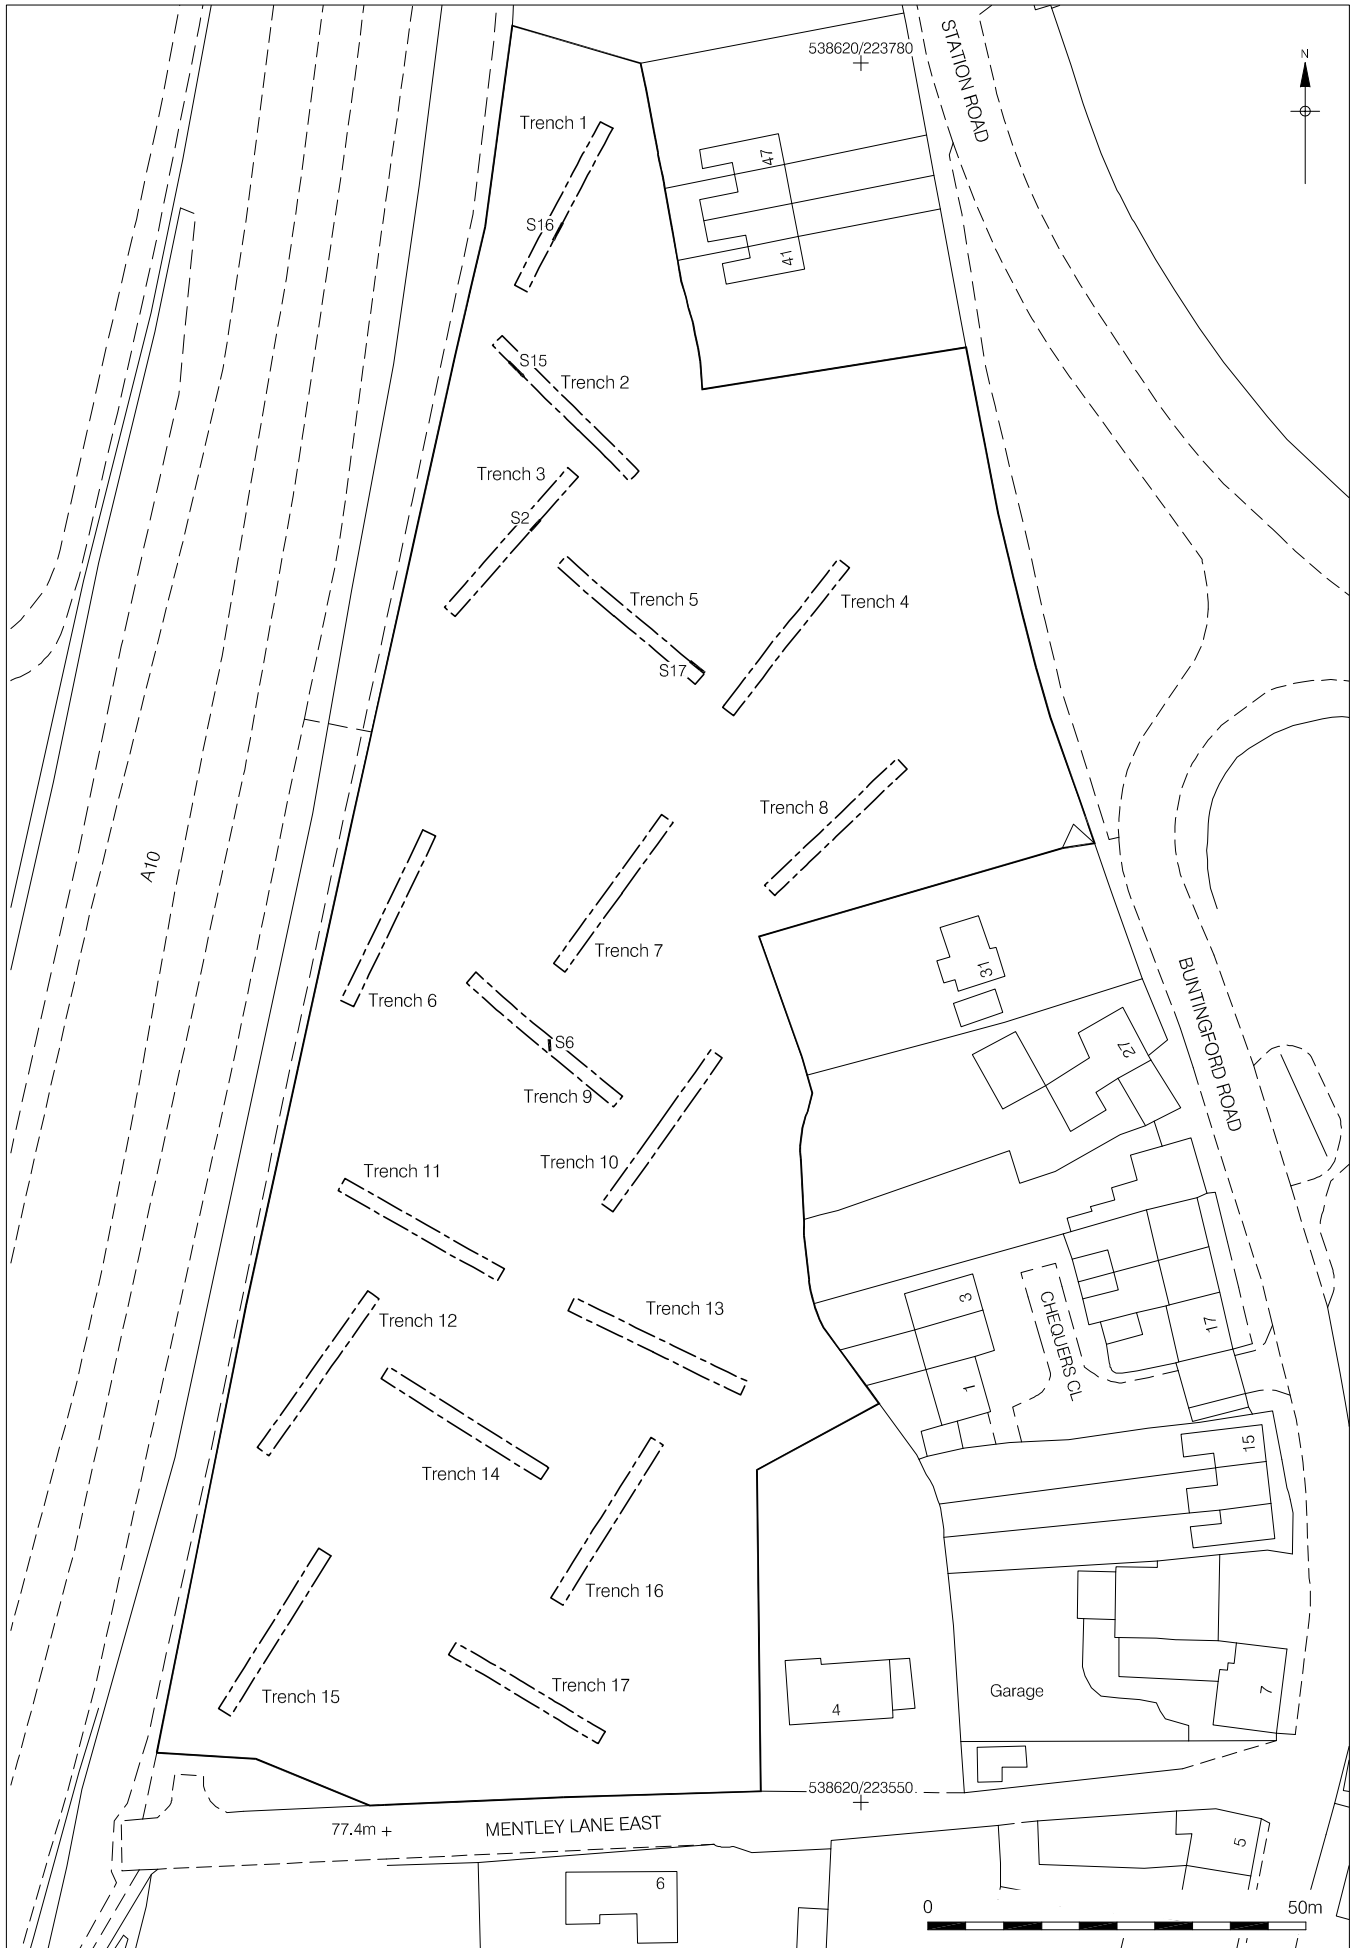 538620/223780
N
STATION ROAD
Trench 1
47
S16
41
S15
Trench 2
Trench 3
S2
Trench 5
Trench 4
S17
Trench 8
A10
Trench 7
31
Trench 6
BUNTINGFORD ROAD
S6
27
Trench 9
Trench 10
Trench 11
3
Trench 13
Trench 12
CHEQUERS CL
17
1
15
Trench 14
Trench 16
Trench 15
Trench 17
Garage
7
4
538620/223550
77.4m +
MENTLEY LANE EAST
5
6
0
50m